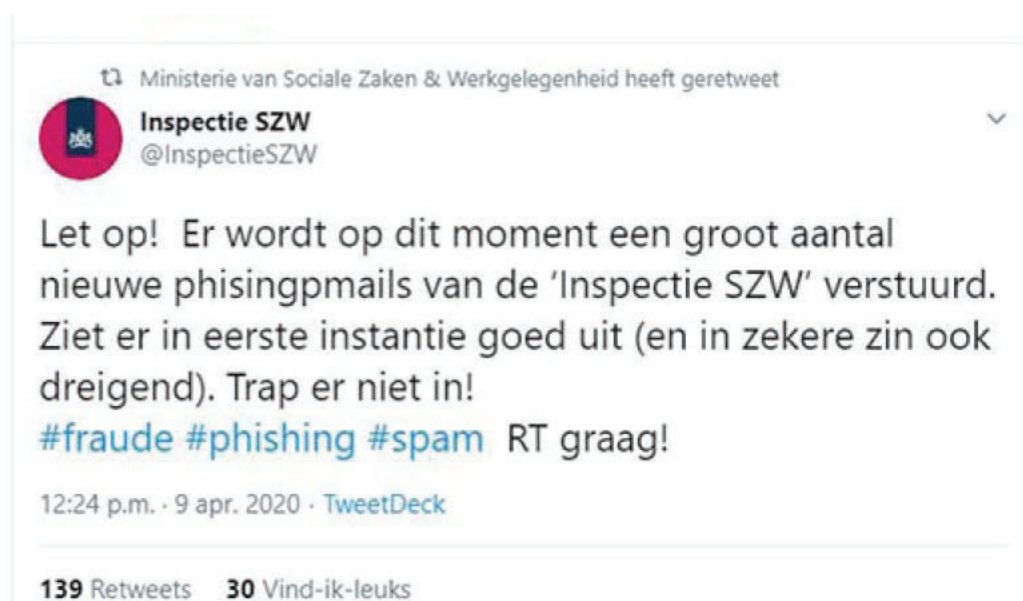 Ministerie van Sociale Zaken & Werkgelegenheid heeft geretweet
Inspectie SZW
@InspectieSZW
Let op!  Er wordt op dit moment een groot aantal
nieuwe phisingpmails van de ‘Inspectie SZW’ verstuurd.
Ziet er in eerste instantie goed uit (en in zekere zin ook
dreigend). Trap er niet in!
#fraude #phishing #spam  RT graag!
12:24 p.m. · 9 apr. 2020 · TweetDeck
139 Retweets 30 Vind-ik-leuks